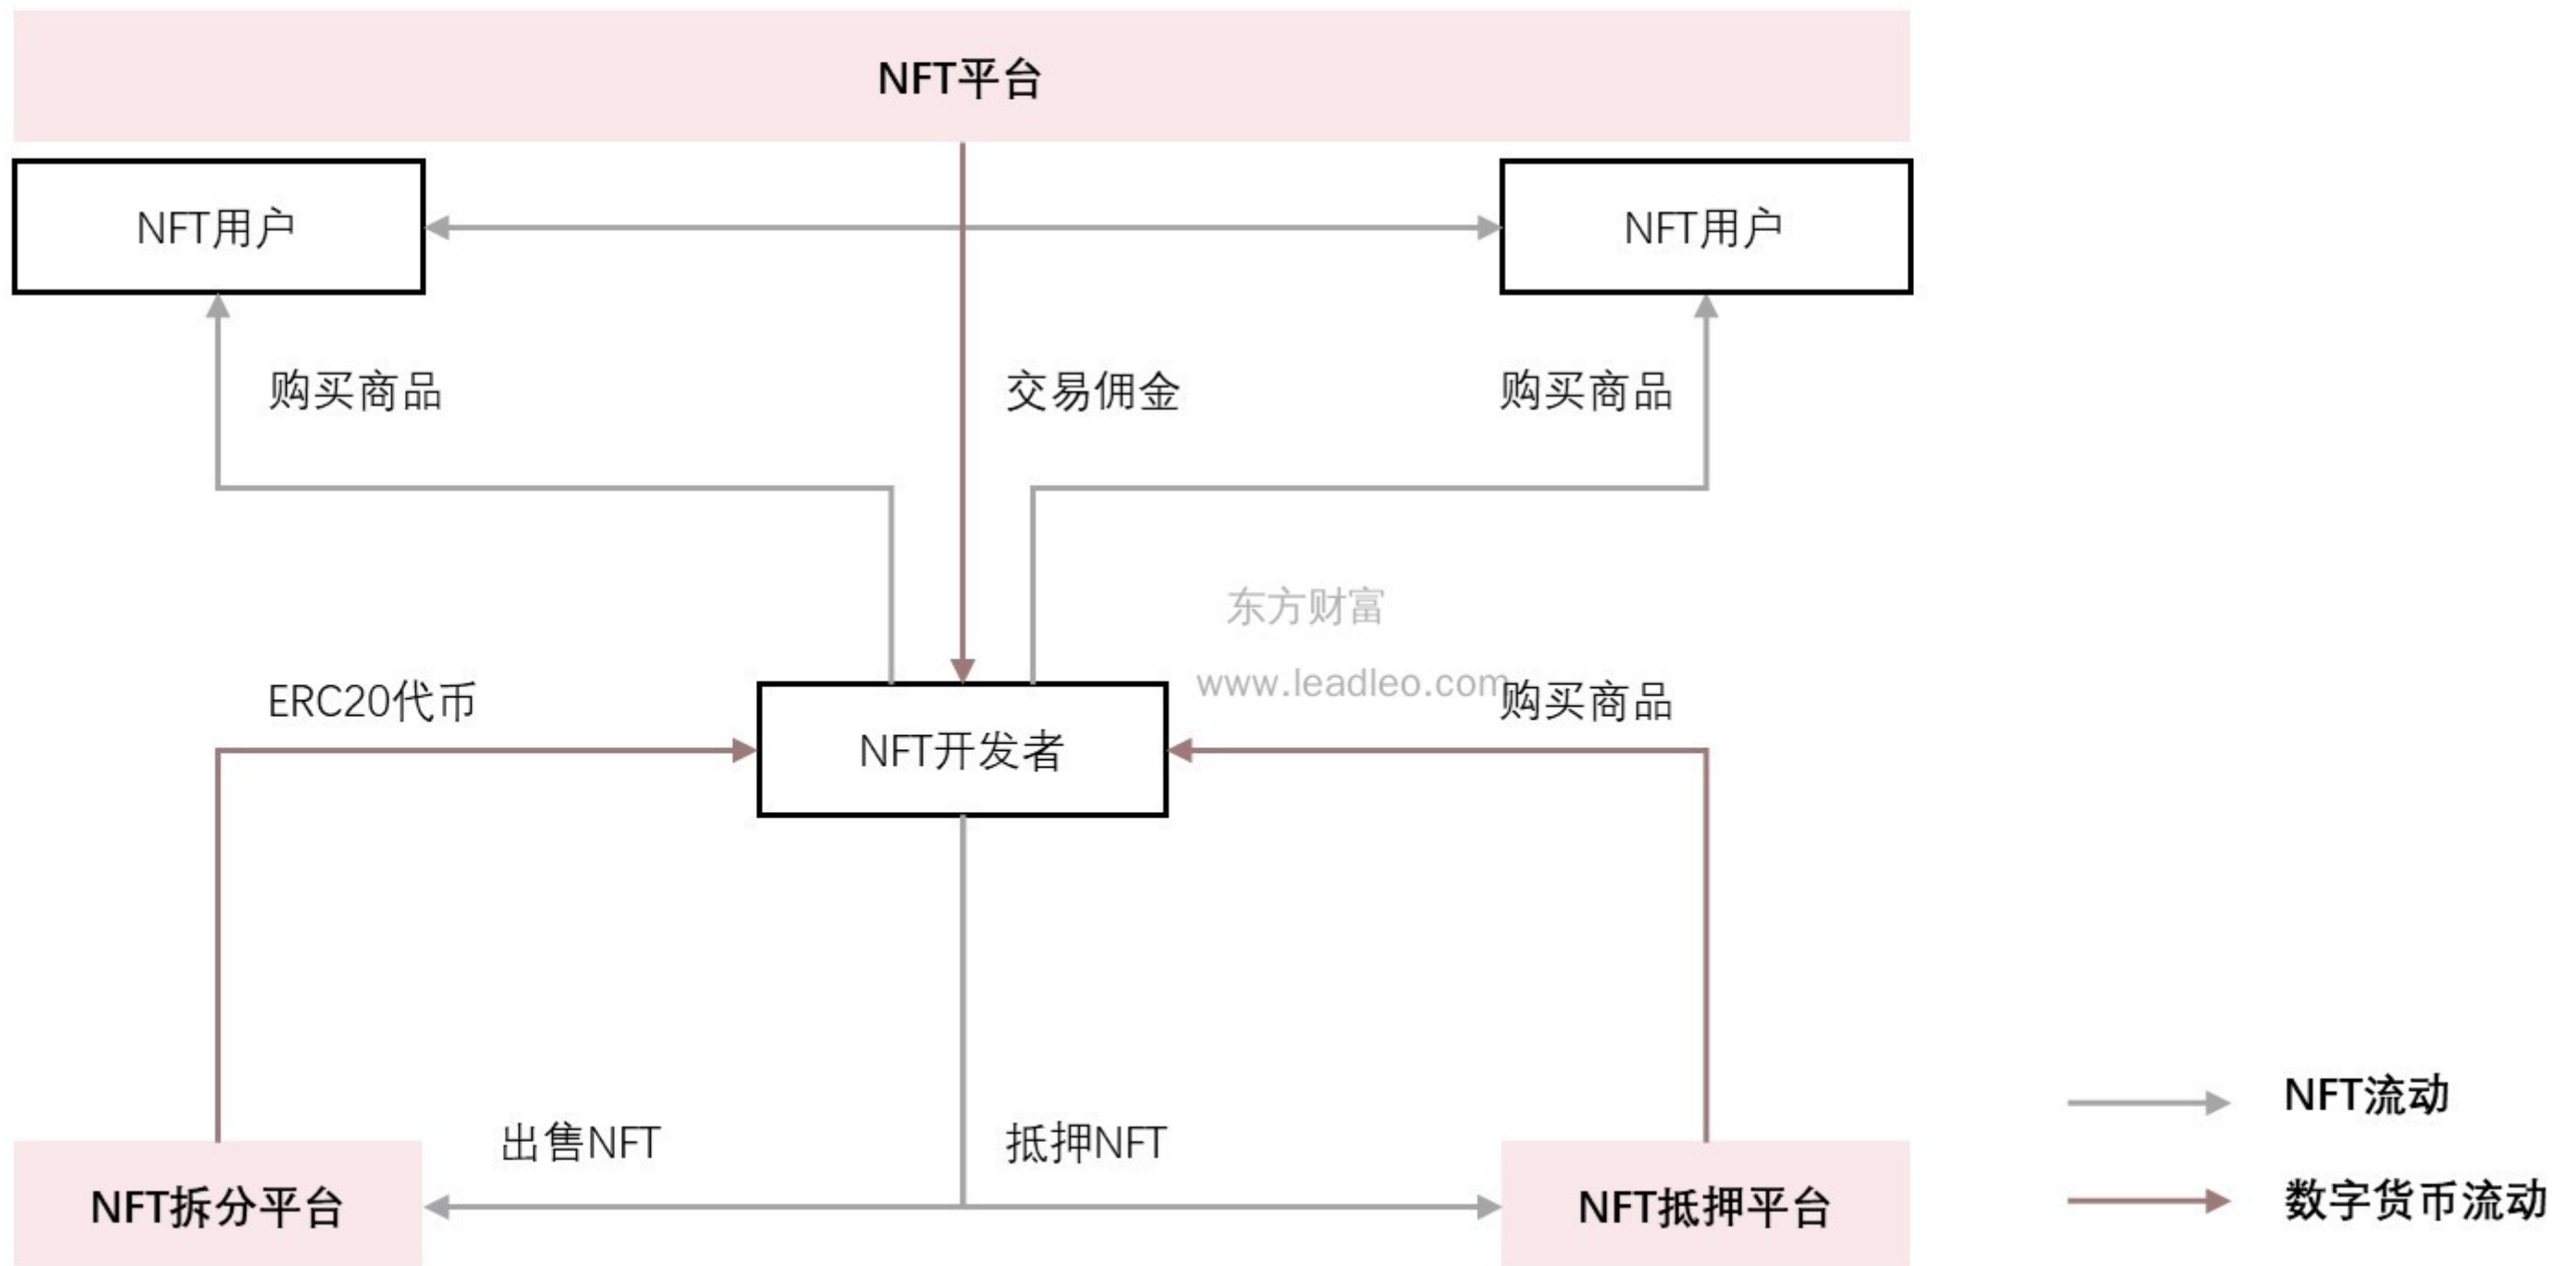 NFT平台
NFT用户
NFT用户
购买商品
交易佣金
购买商品
东方财富
www.leadleo.com
ERC20代币
购买商品
NFT开发者
出售NFT
抵押NFT
NFT拆分平台
NFT抵押平台
NFT流动
数字货币流动